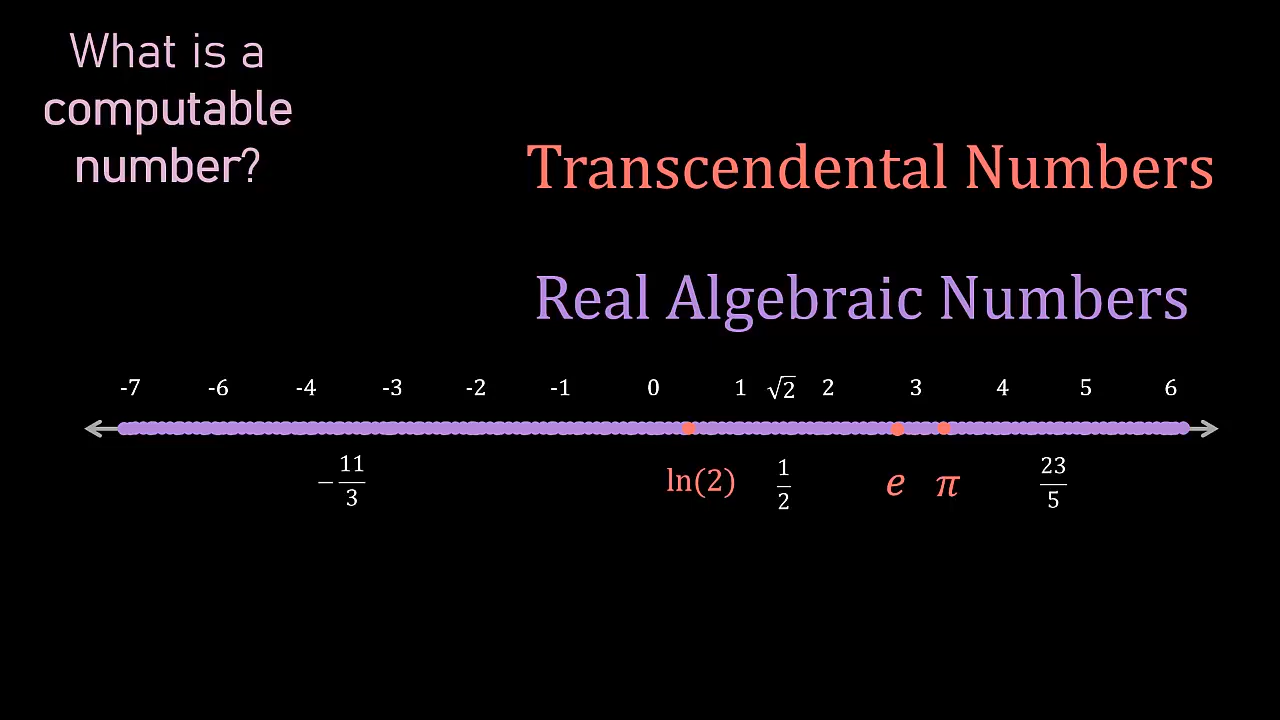 What is a
computable
number?
Transcendental Numbers
Real Algebraic Numbers
-7 -6 -4 -3 -2 -1 0 1 √2 2 3 4 5 6
−11/3 ln(2) 1/2 e π 23/5